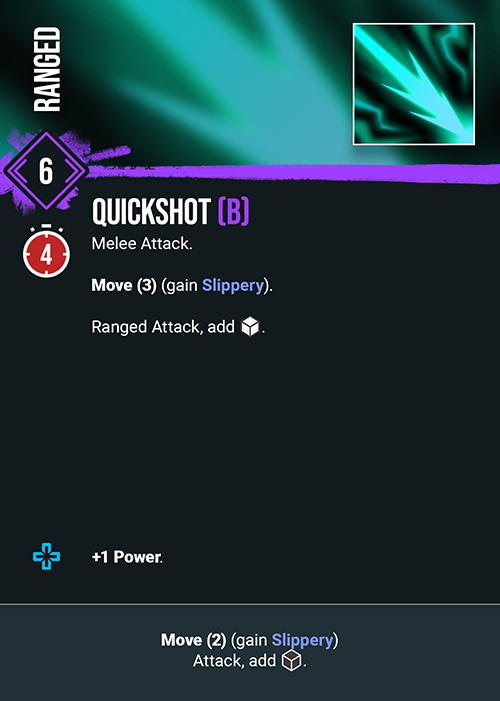 RANGED
6
QUICKSHOT (B)
4
Melee Attack.
Move (3) (gain Slippery).
Ranged Attack, add .
+1 Power.
Move (2) (gain Slippery)
Attack, add .